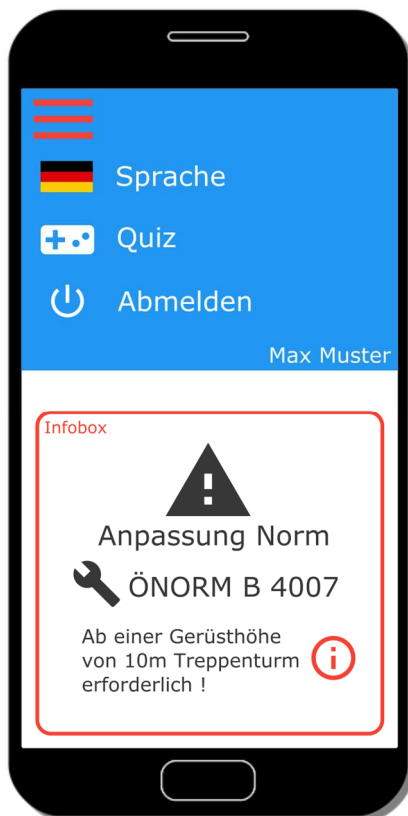 Sprache
Quiz
Abmelden
Max Muster
Infobox
Anpassung Norm
ÖNORM B 4007
Ab einer Gerüsthöhe
von 10m Treppenturm
erforderlich !